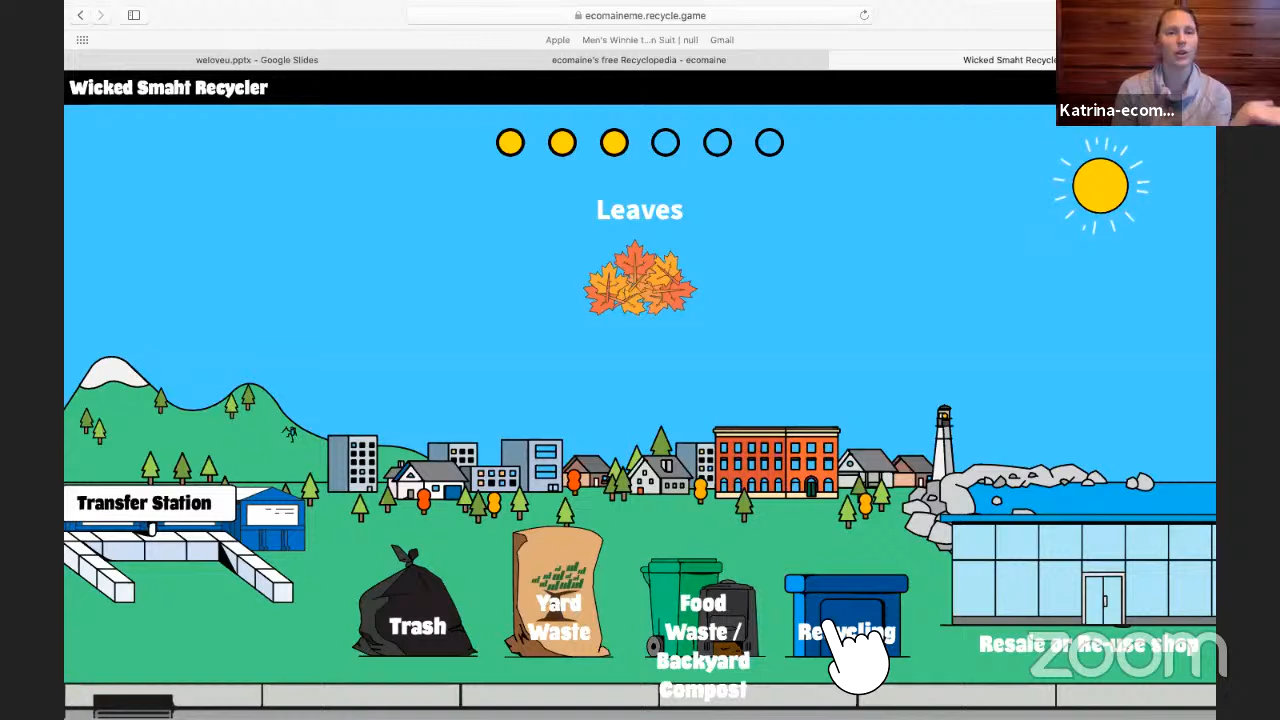 ecomaineme.recycle.game
Apple
Men's Winnie t...n Suit | null
Gmail
weloveu.pptx - Google Slides
ecomaine's free Recyclopedia - ecomaine
Wicked Smaht Recycle
Wicked Smaht Recycler
Katrina-ecom...
Leaves
Transfer Station
Trash
Yard
Waste
Food
Waste /
Backyard
Compost
Recycling
Resale or Re-use shop
zoom